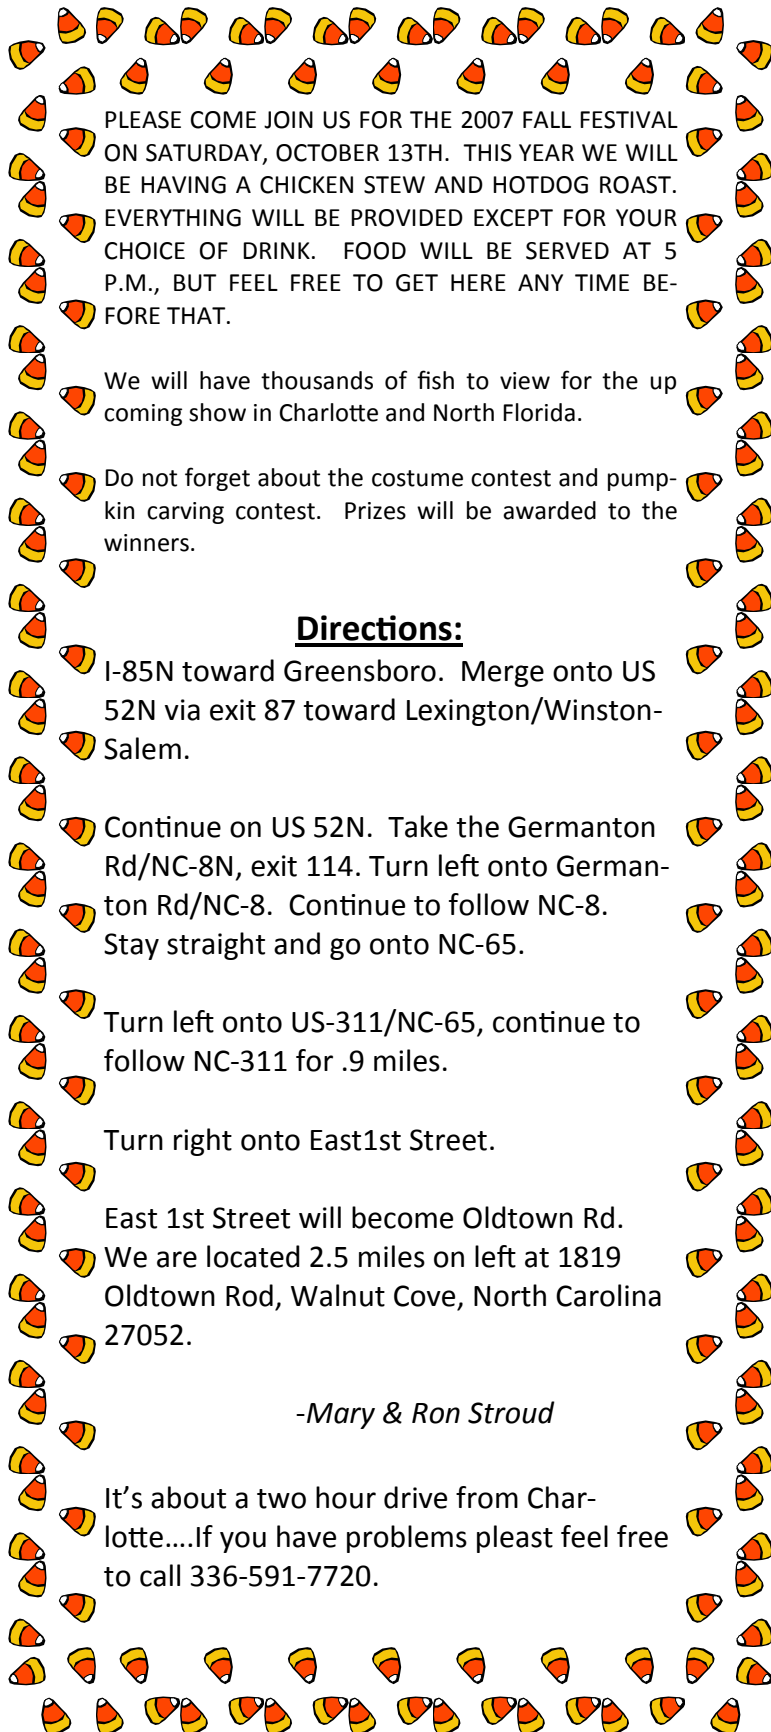 PLEASE COME JOIN US FOR THE 2007 FALL FESTIVAL
ON SATURDAY, OCTOBER 13TH.  THIS YEAR WE WILL
BE HAVING A CHICKEN STEW AND HOTDOG ROAST.
EVERYTHING WILL BE PROVIDED EXCEPT FOR YOUR
CHOICE OF DRINK.  FOOD WILL BE SERVED AT 5
P.M., BUT FEEL FREE TO GET HERE ANY TIME BE-
FORE THAT.
We will have thousands of fish to view for the up
coming show in Charlotte and North Florida.
Do not forget about the costume contest and pump-
kin carving contest.  Prizes will be awarded to the
winners.
Directions:
I-85N toward Greensboro.  Merge onto US
52N via exit 87 toward Lexington/Winston-
Salem.
Continue on US 52N.  Take the Germanton
Rd/NC-8N, exit 114. Turn left onto German-
ton Rd/NC-8.  Continue to follow NC-8.
Stay straight and go onto NC-65.
Turn left onto US-311/NC-65, continue to
follow NC-311 for .9 miles.
Turn right onto East1st Street.
East 1st Street will become Oldtown Rd.
We are located 2.5 miles on left at 1819
Oldtown Rod, Walnut Cove, North Carolina
27052.
-Mary & Ron Stroud
It’s about a two hour drive from Char-
lotte….If you have problems pleast feel free
to call 336-591-7720.